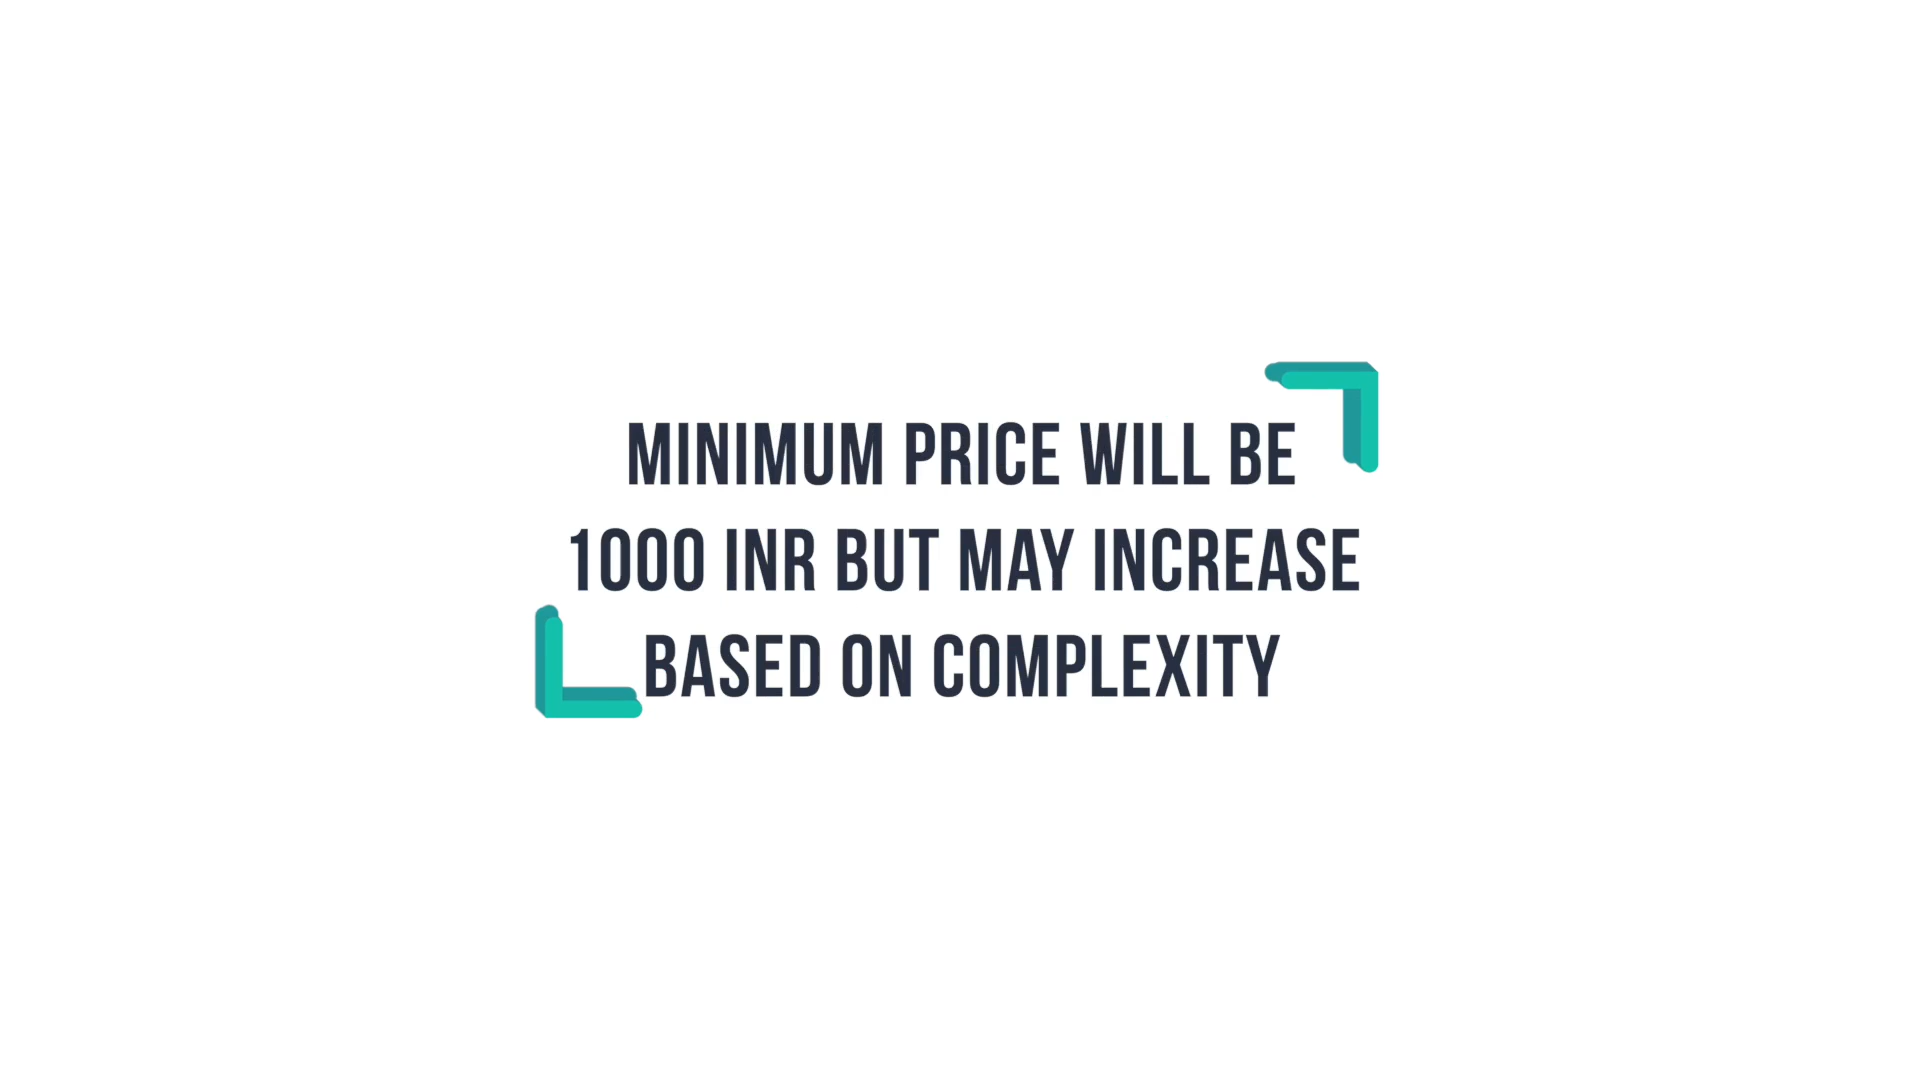 MINIMUM PRICE WILL BE
1000 INR BUT MAY INCREASE
BASED ON COMPLEXITY